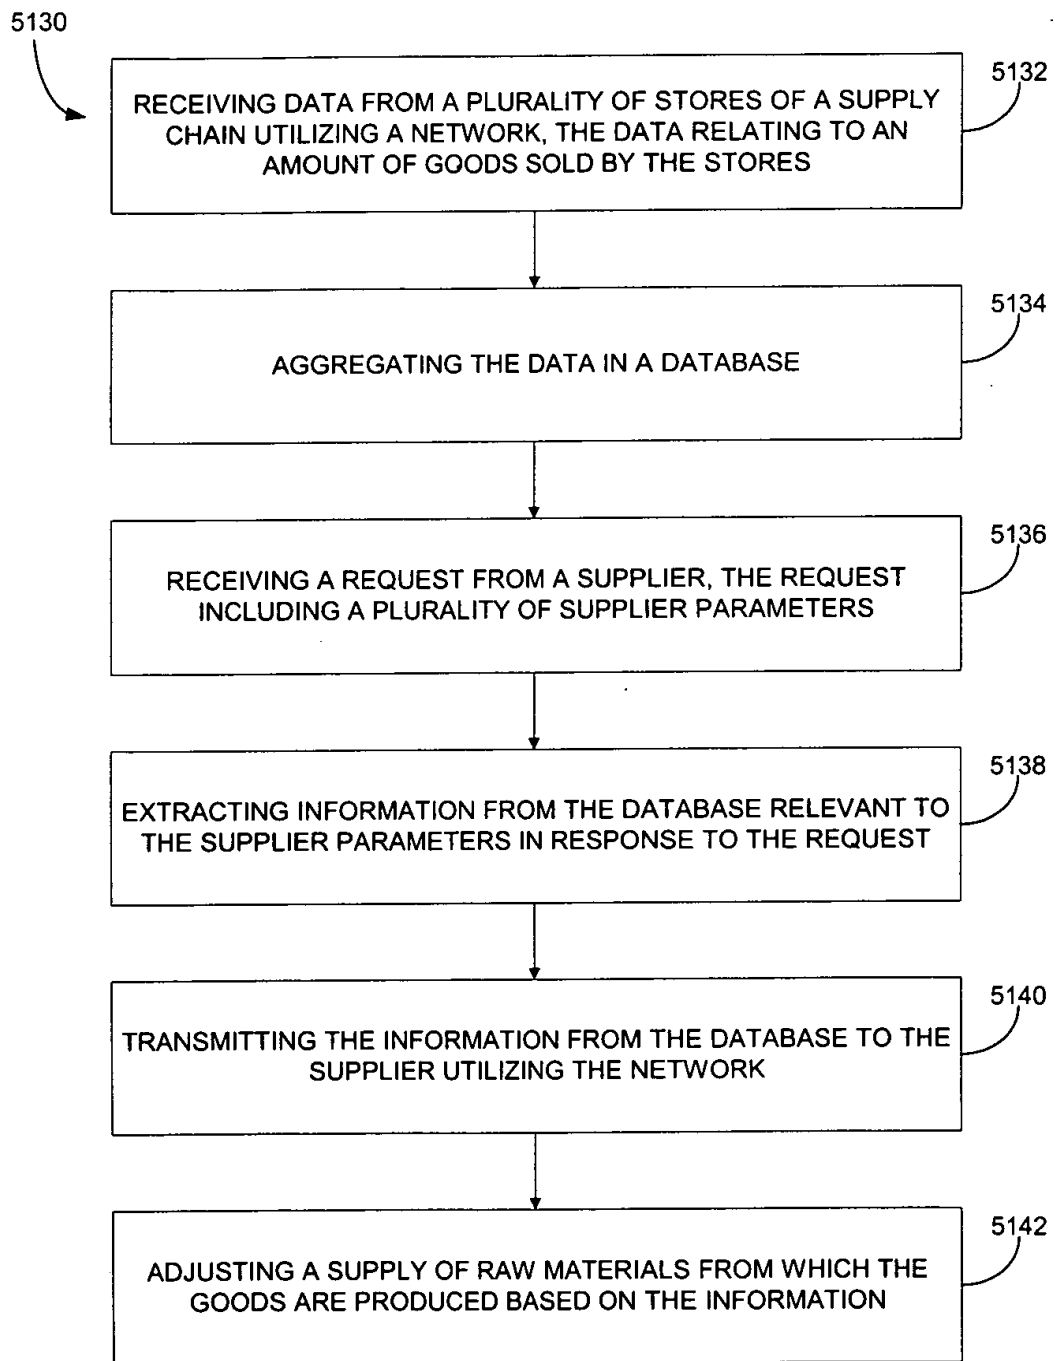 5130
5132
RECEIVING DATA FROM A PLURALITY OF STORES OF A SUPPLY
CHAIN UTILIZING A NETWORK, THE DATA RELATING TO AN
AMOUNT OF GOODS SOLD BY THE STORES
5134
AGGREGATING THE DATA IN A DATABASE
5136
RECEIVING A REQUEST FROM A SUPPLIER, THE REQUEST
INCLUDING A PLURALITY OF SUPPLIER PARAMETERS
5138
EXTRACTING INFORMATION FROM THE DATABASE RELEVANT TO
THE SUPPLIER PARAMETERS IN RESPONSE TO THE REQUEST
5140
TRANSMITTING THE INFORMATION FROM THE DATABASE TO THE
SUPPLIER UTILIZING THE NETWORK
5142
ADJUSTING A SUPPLY OF RAW MATERIALS FROM WHICH THE
GOODS ARE PRODUCED BASED ON THE INFORMATION